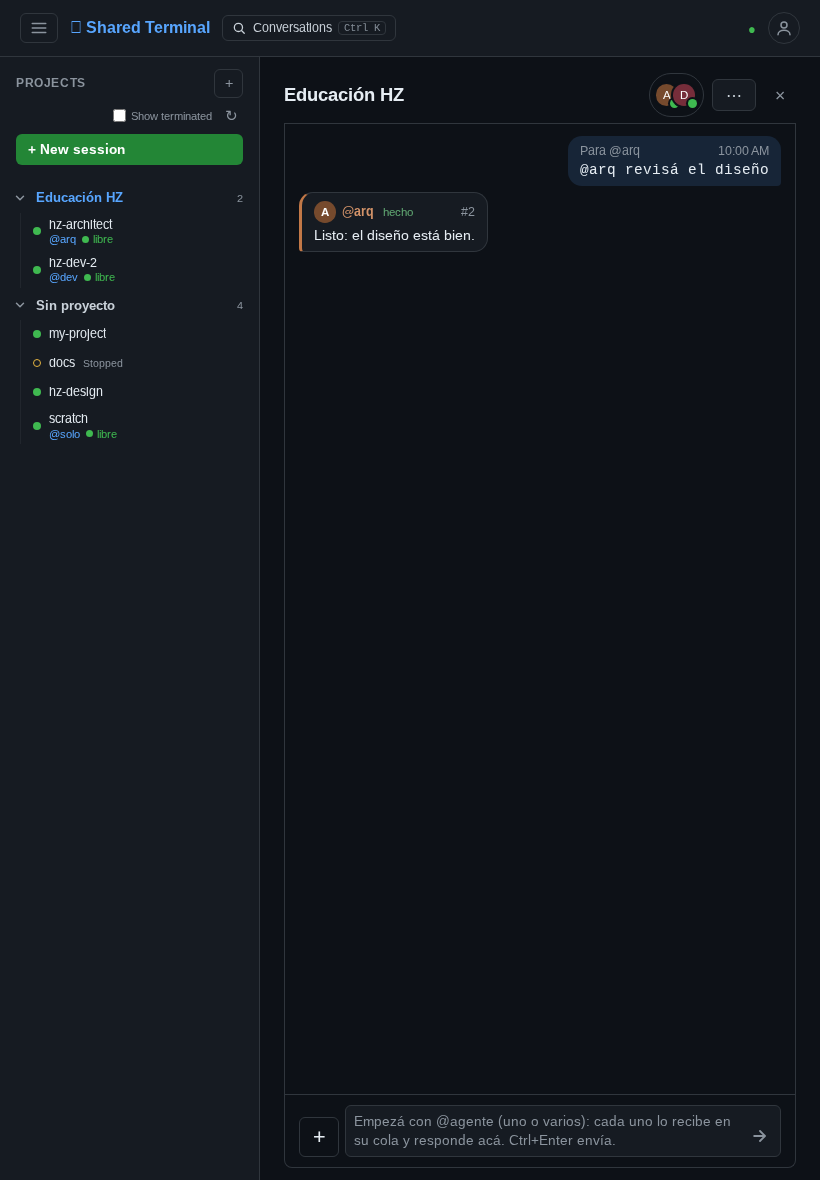 Shared Terminal
Conversations Ctrl K
PROJECTS
+
Show terminated ↻
+ New session
Educación HZ 2
hz-architect
@arq libre
hz-dev-2
@dev libre
Sin proyecto 4
my-project
docs Stopped
hz-design
scratch
@solo libre
Educación HZ
A D
⋯ ×
Para @arq 10:00 AM
@arq revisá el diseño
A @arq hecho #2
Listo: el diseño está bien.
+
Empezá con @agente (uno o varios): cada uno lo recibe en
su cola y responde acá. Ctrl+Enter envía.